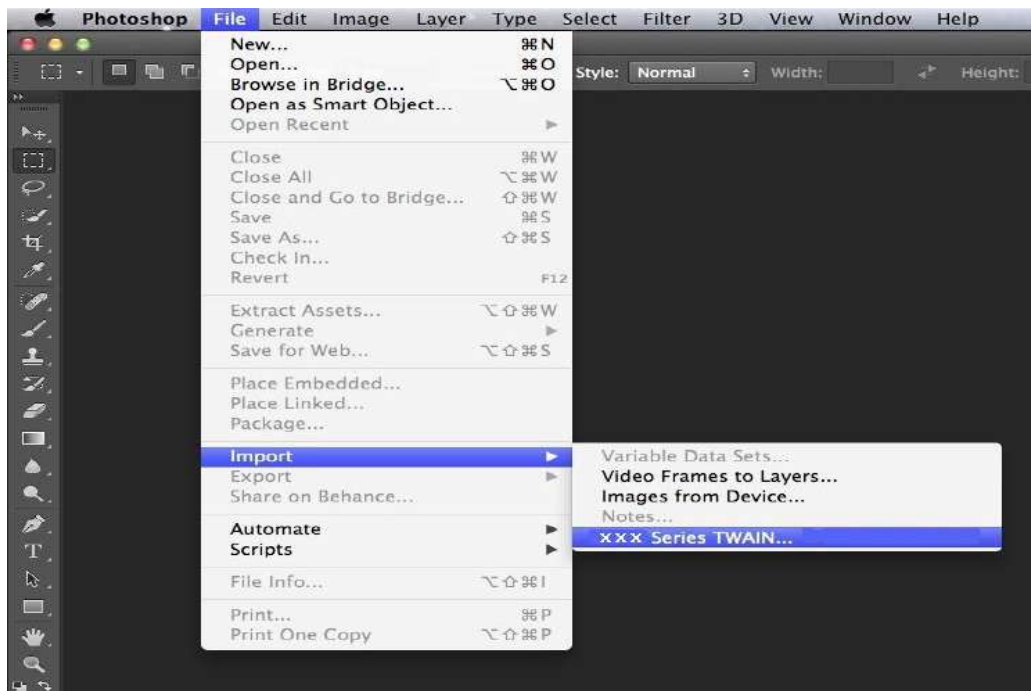 Photoshop File Edit Image Layer Type Select Filter 3D View Window Help
Style: Normal Width: Height:
New... ⌘N
Open... ⌘O
Browse in Bridge... ⌥⌘O
Open as Smart Object...
Open Recent
Close ⌘W
Close All ⌥⌘W
Close and Go to Bridge... ⇧⌘W
Save ⌘S
Save As... ⇧⌘S
Check In...
Revert F12
Extract Assets... ⌥⇧⌘W
Generate
Save for Web... ⌥⇧⌘S
Place Embedded...
Place Linked...
Package...
Import
Export
Share on Behance...
Automate
Scripts
File Info... ⌥⇧⌘I
Print... ⌘P
Print One Copy ⌥⇧⌘P
Variable Data Sets...
Video Frames to Layers...
Images from Device...
Notes...
XXX Series TWAIN...
T